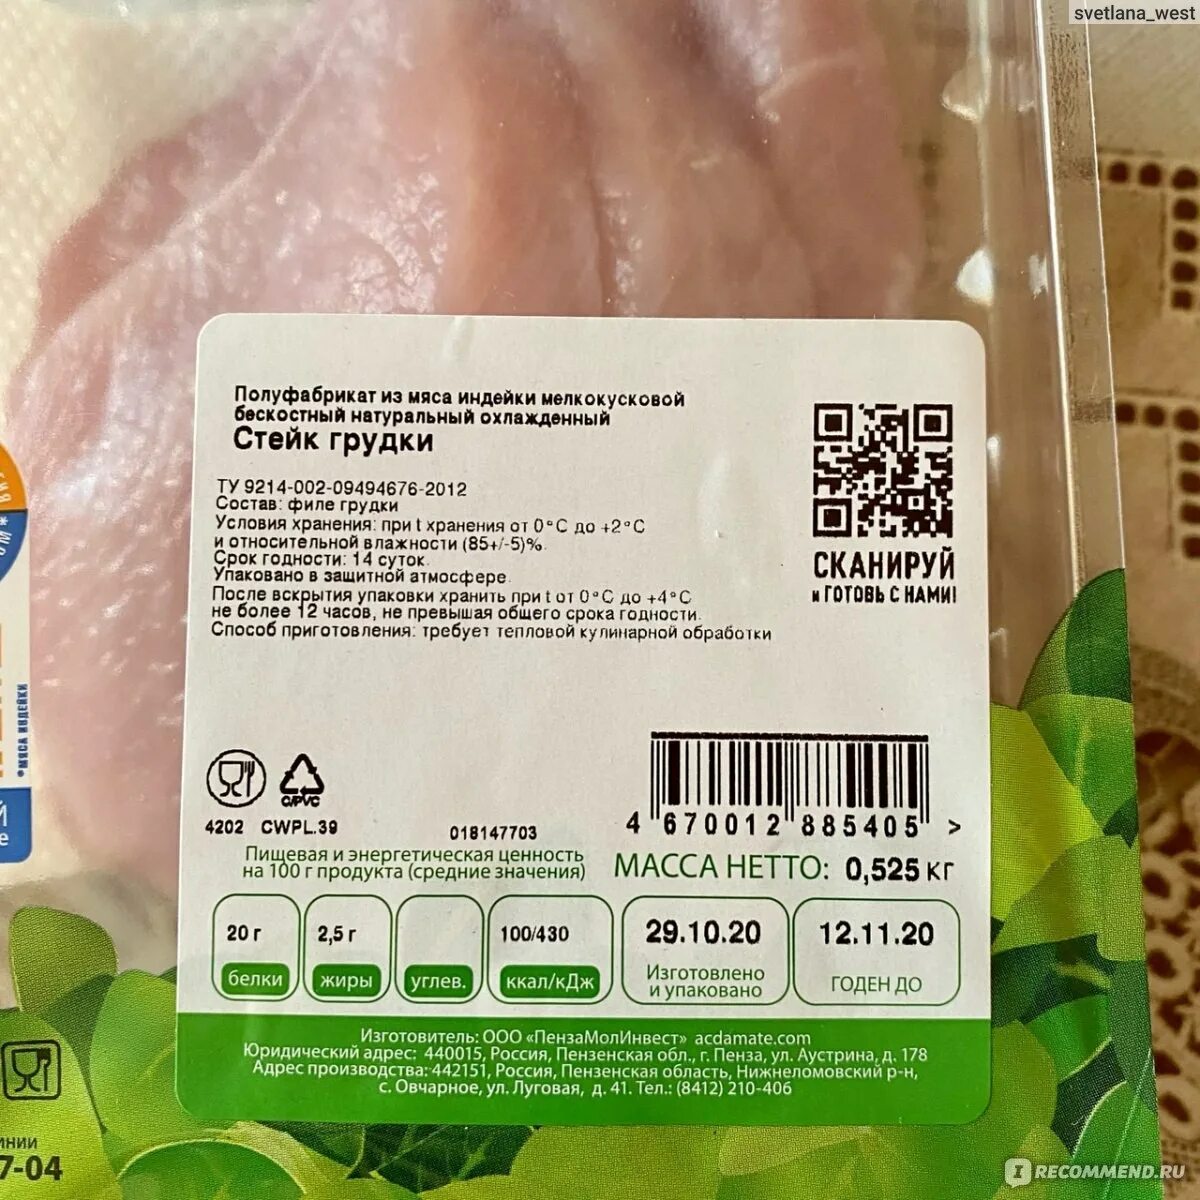 svetlana_west
Полуфабрикат из мяса индейки мелкокусковой
бескостный натуральный охлажденный
Стейк грудки
ТУ 9214-002-09494676-2012
Состав: филе грудки
Условия хранения: при t хранения от 0°С до +2°С
и относительной влажности (85+/-5)%.
Срок годности: 14 суток.
Упаковано в защитной атмосфере.
После вскрытия упаковки хранить при t от 0°С до +4°С
не более 12 часов, не превышая общего срока годности.
Способ приготовления: требует тепловой кулинарной обработки
СКАНИРУЙ
и ГОТОВЬ С НАМИ!
*МЯСА ИНДЕЙКИ
C/PVC
4202 CWPL.39
018147703
4 670012 885405 >
Пищевая и энергетическая ценность
на 100 г продукта (средние значения)
МАССА НЕТТО: 0,525 кг
20 г
белки
2,5 г
жиры
углев.
100/430
ккал/кДж
29.10.20
Изготовлено
и упаковано
12.11.20
ГОДЕН ДО
Изготовитель: ООО «ПензаМолИнвест» acdamate.com
Юридический адрес: 440015, Россия, Пензенская обл., г. Пенза, ул. Аустрина, д. 178
Адрес производства: 442151, Россия, Пензенская область, Нижнеломовский р-н,
с. Овчарное, ул. Луговая, д. 41. Тел.: (8412) 210-406
7-04
IRECOMMEND.RU